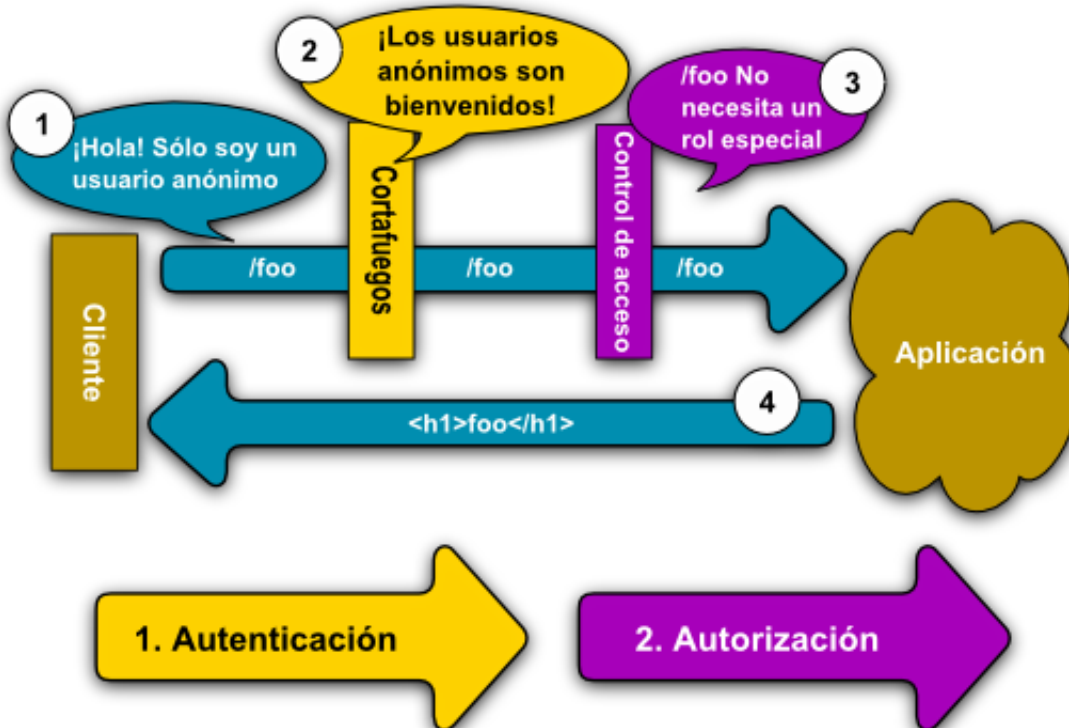 1
¡Hola! Sólo soy un
usuario anónimo
2
¡Los usuarios
anónimos son
bienvenidos!
3
/foo No
necesita un
rol especial
Cliente
/foo
Cortafuegos
/foo
Control de acceso
/foo
Aplicación
4
<h1>foo</h1>
1. Autenticación
2. Autorización